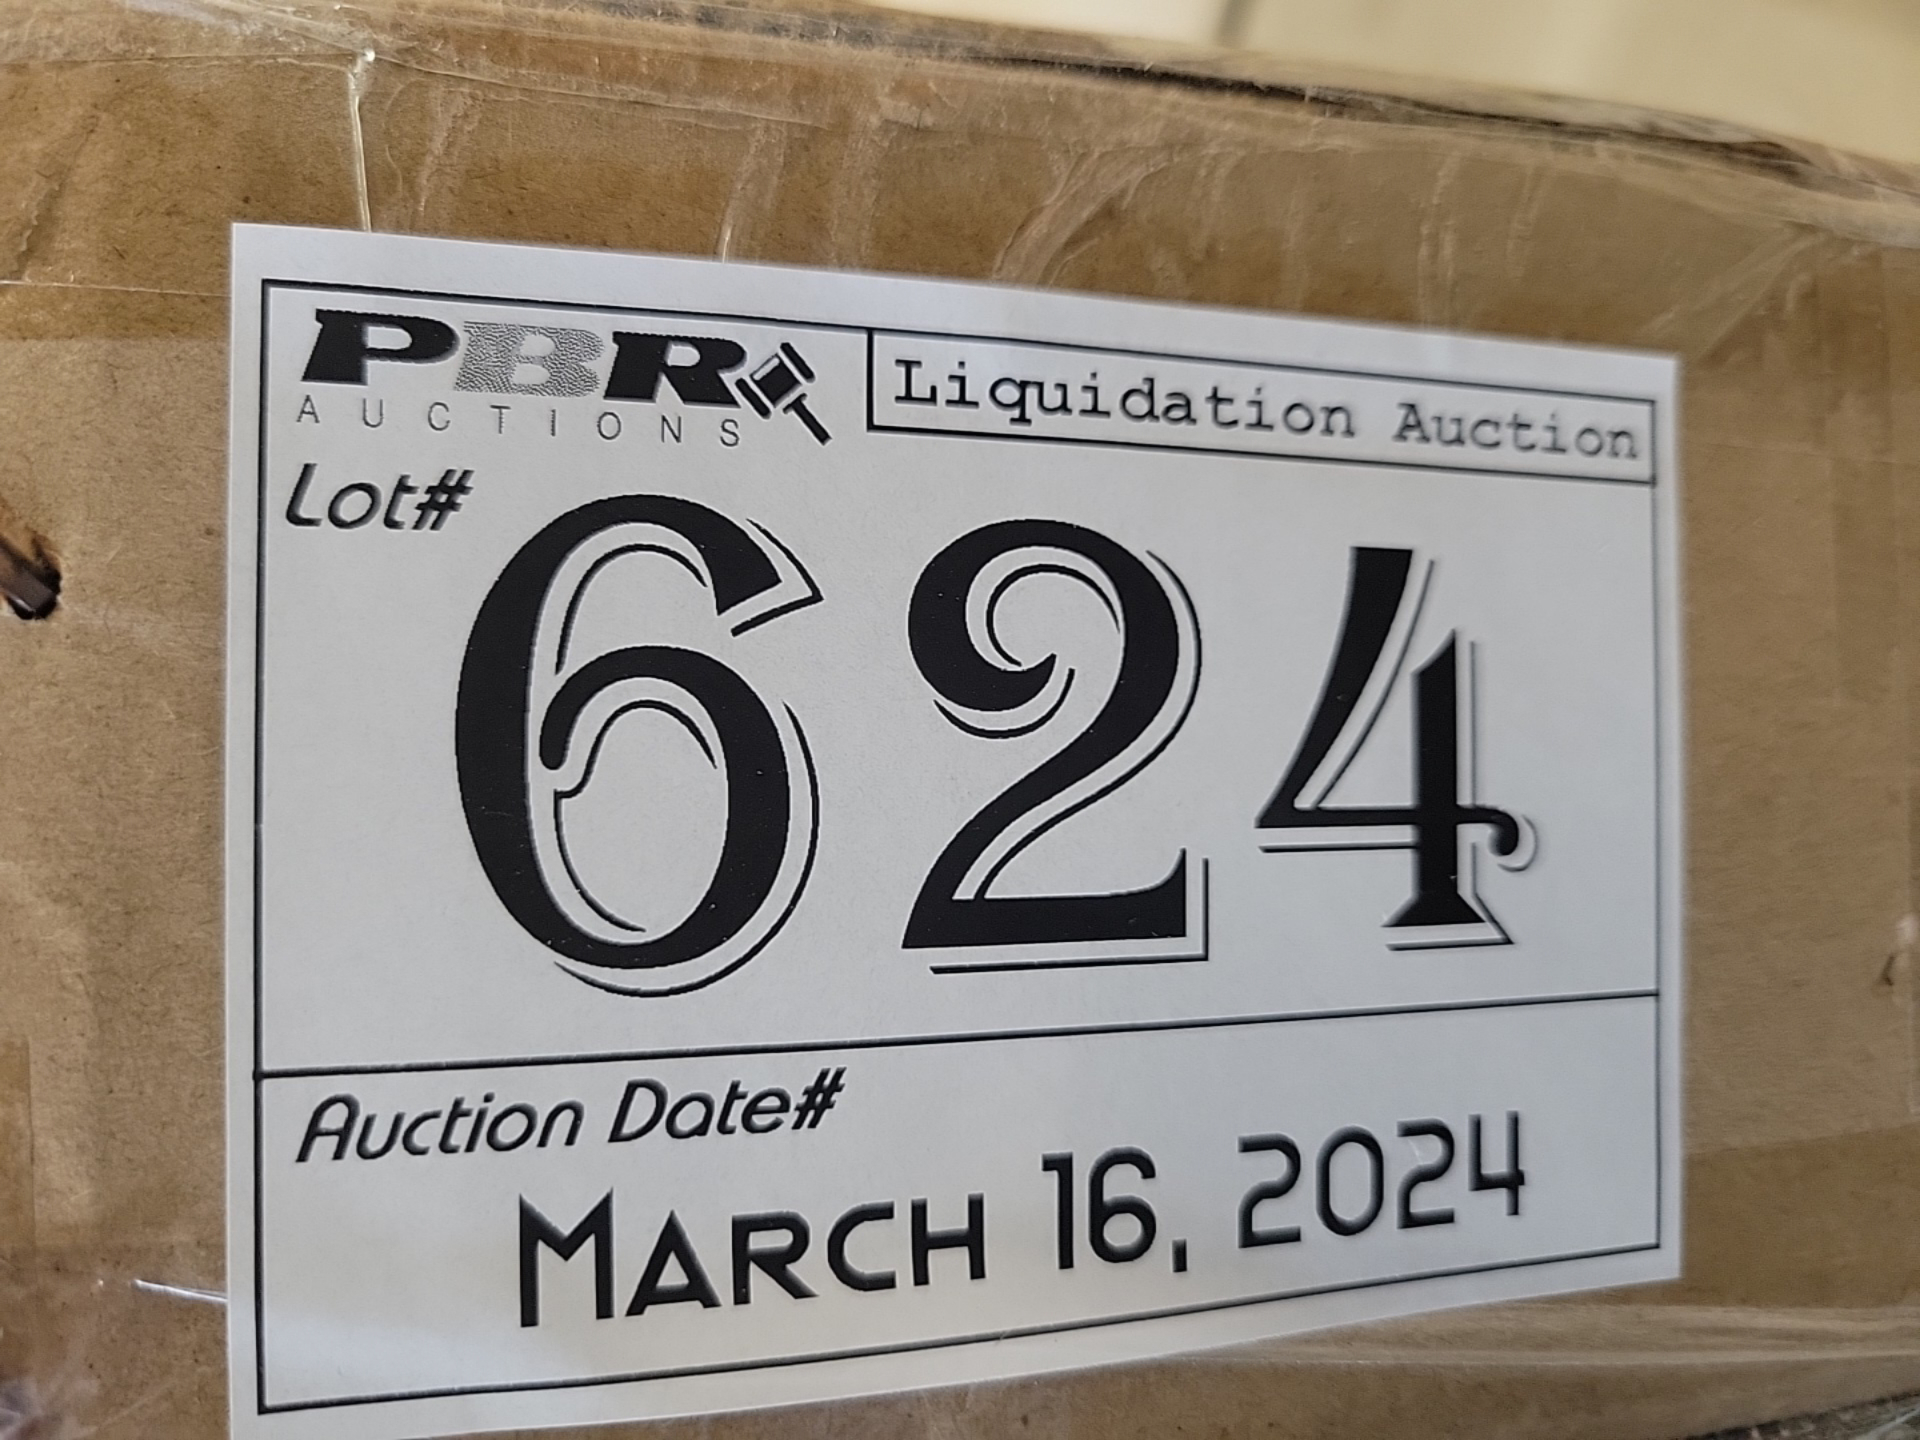 PBR
AUCTIONS
Liquidation Auction
Lot#
624
Auction Date#
MARCH 16, 2024